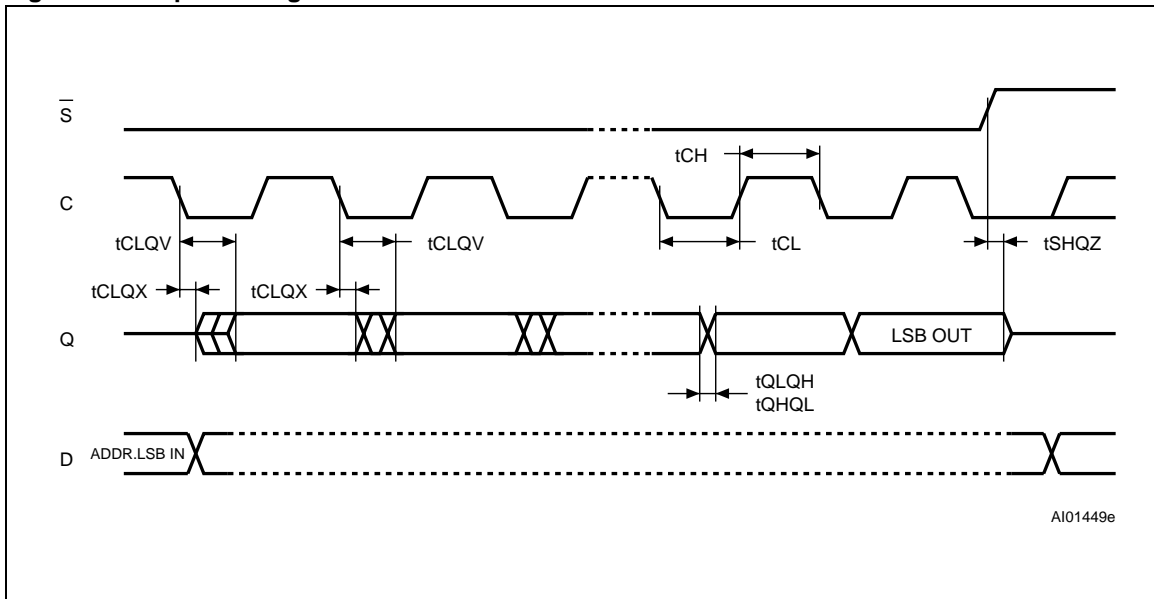 S
tCH
C
tCLQV
tCLQV
tCL
tSHQZ
tCLQX
tCLQX
Q
LSB OUT
tQLQH
tQHQL
D
ADDR.LSB IN
AI01449e